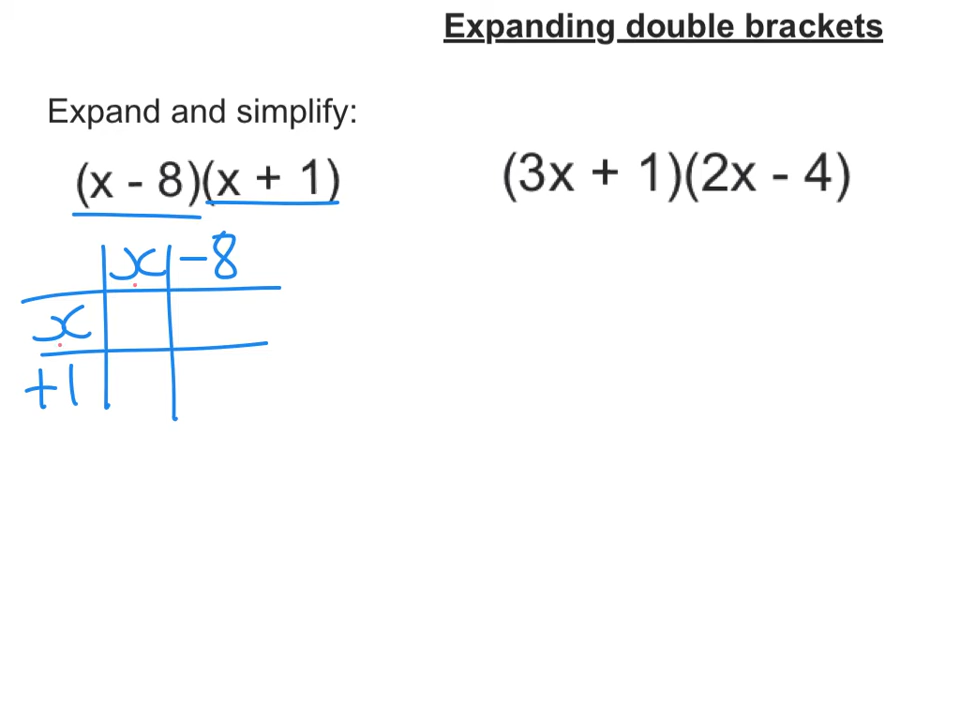 Expanding double brackets
Expand and simplify:
(x - 8)(x + 1)
(3x + 1)(2x - 4)
x -8
x
+1